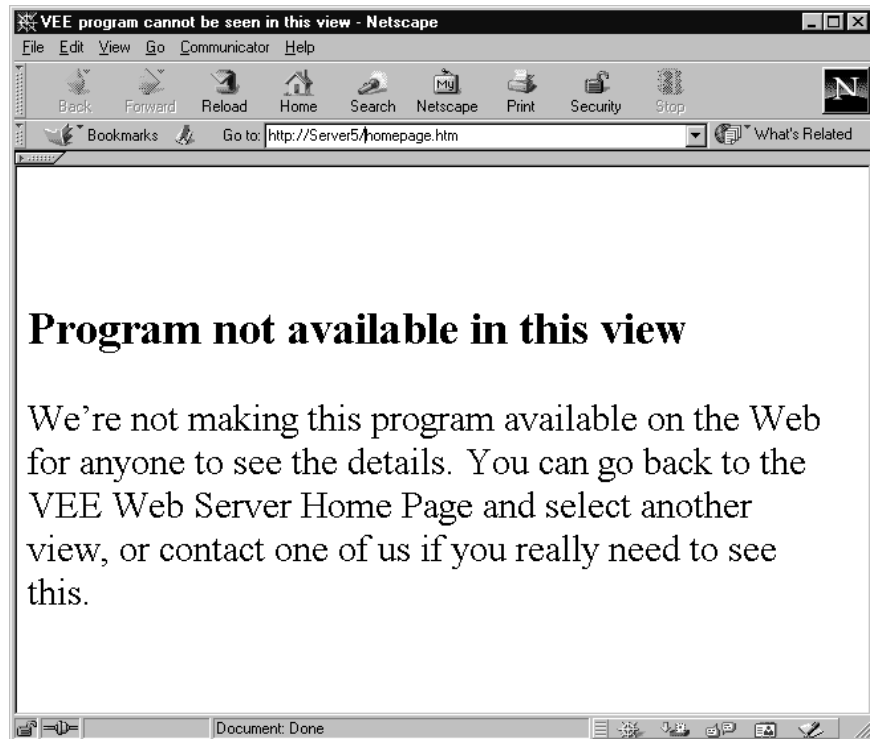 VEE program cannot be seen in this view - Netscape
File Edit View Go Communicator Help
Back Forward Reload Home Search Netscape Print Security Stop
My
N
Bookmarks Go to: http://Server5/homepage.htm What's Related
Program not available in this view
We're not making this program available on the Web
for anyone to see the details. You can go back to the
VEE Web Server Home Page and select another
view, or contact one of us if you really need to see
this.
Document: Done